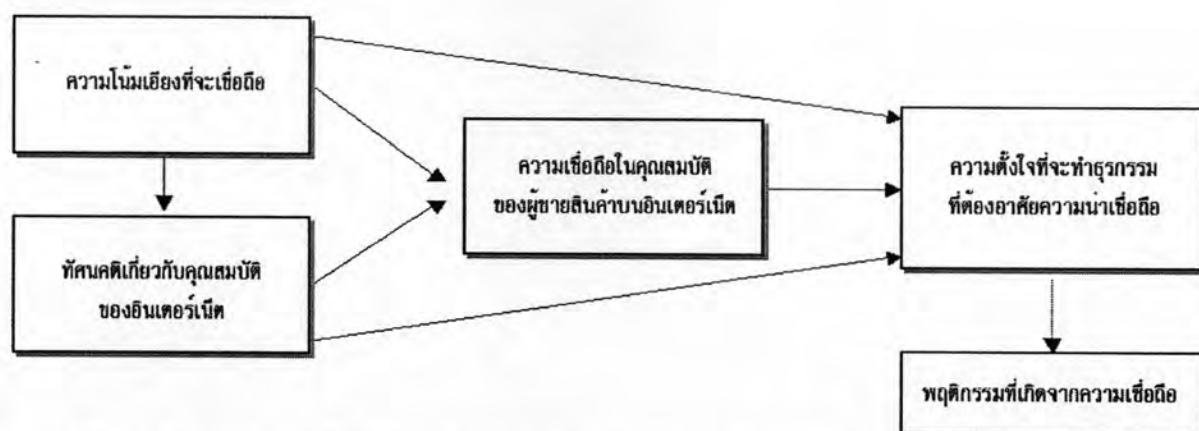 ความโน้มเอียงที่จะเชื่อถือ
ความเชื่อถือในคุณสมบัติ
ของผู้ขายสินค้าบนอินเตอร์เน็ต
ความตั้งใจที่จะทำธุรกรรม
ที่ต้องอาศัยความน่าเชื่อถือ
ทัศนคติเกี่ยวกับคุณสมบัติ
ของอินเตอร์เน็ต
พฤติกรรมที่เกิดจากความเชื่อถือ